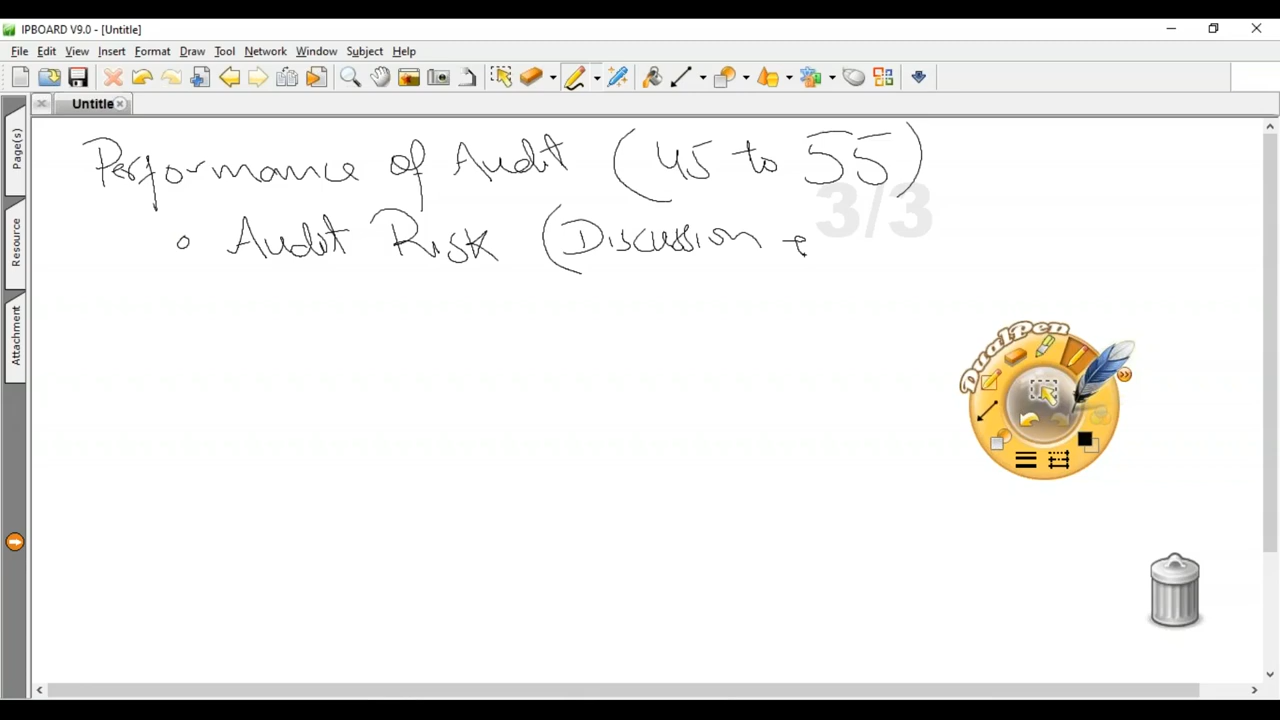 IPBOARD V9.0 - [Untitle]
File Edit View Insert Format Draw Tool Network Window Subject Help
Untitle
Page(s)
Resource
Attachment
Performance of Audit (45 to 55)
3/3
o Audit Risk (Discussion +
DualPen